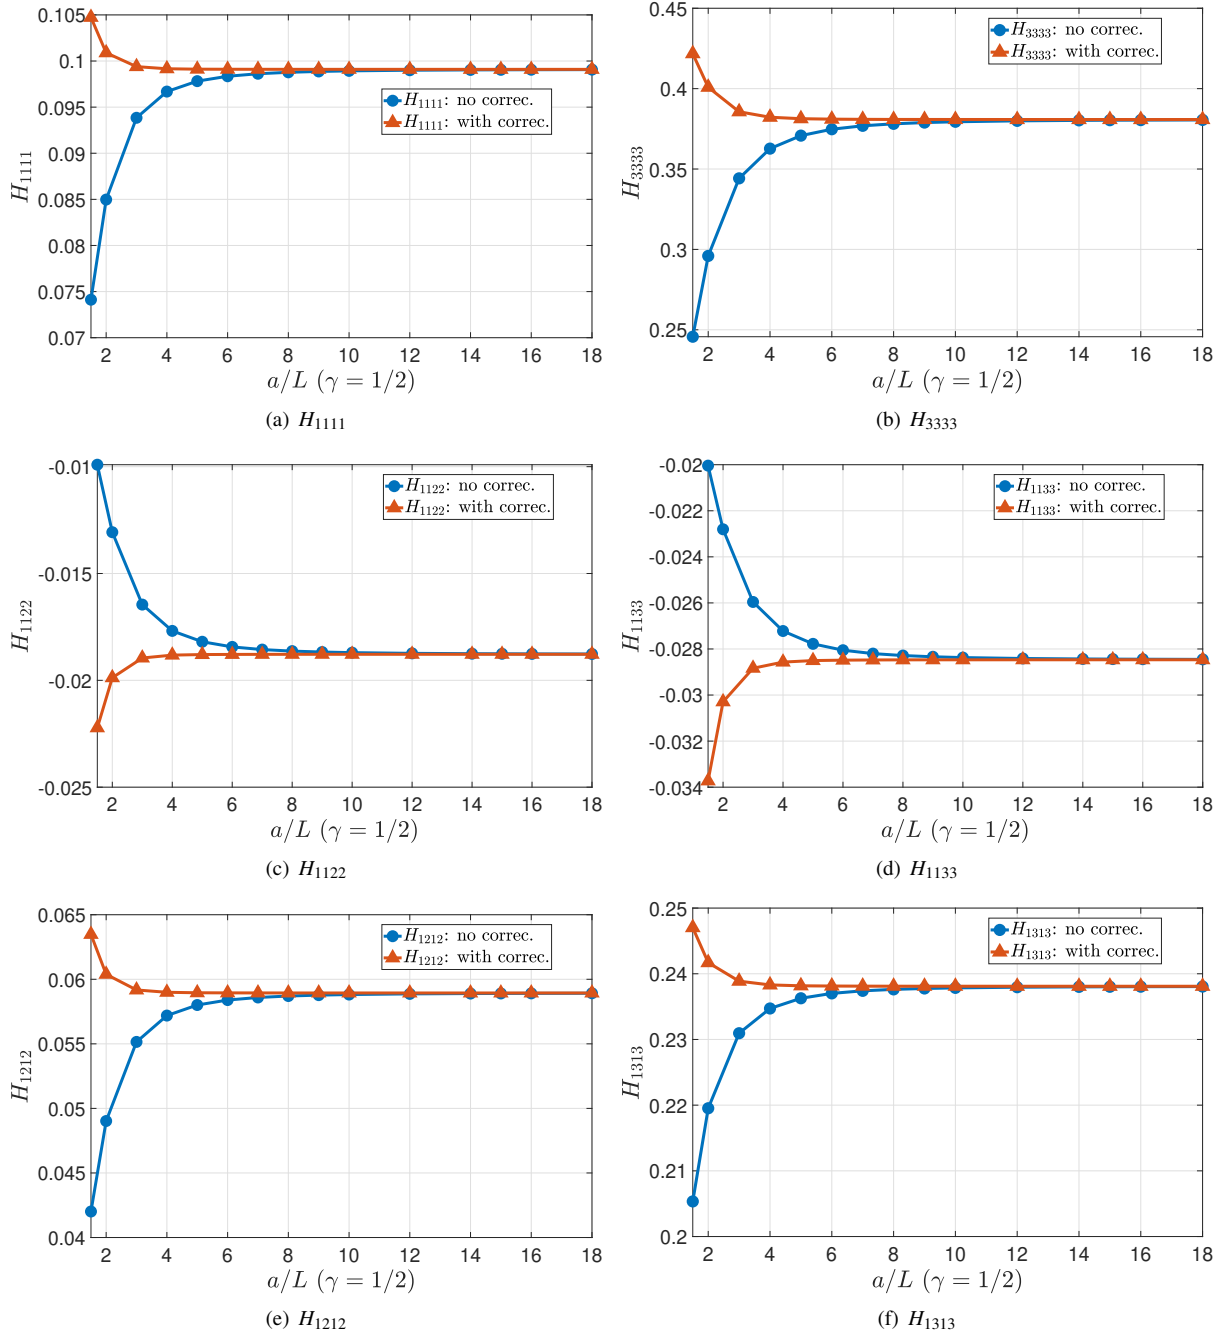 0.105
0.1
0.095
0.09
0.085
0.08
0.075
0.07
H1111
H1111: no correc.
H1111: with correc.
2 4 6 8 10 12 14 16 18
a/L (γ = 1/2)
(a) H1111
0.45
0.4
0.35
0.3
0.25
H3333
H3333: no correc.
H3333: with correc.
2 4 6 8 10 12 14 16 18
a/L (γ = 1/2)
(b) H3333
-0.01
-0.015
-0.02
-0.025
H1122
H1122: no correc.
H1122: with correc.
2 4 6 8 10 12 14 16 18
a/L (γ = 1/2)
(c) H1122
-0.02
-0.022
-0.024
-0.026
-0.028
-0.03
-0.032
-0.034
H1133
H1133: no correc.
H1133: with correc.
2 4 6 8 10 12 14 16 18
a/L (γ = 1/2)
(d) H1133
0.065
0.06
0.055
0.05
0.045
0.04
H1212
H1212: no correc.
H1212: with correc.
2 4 6 8 10 12 14 16 18
a/L (γ = 1/2)
(e) H1212
0.25
0.24
0.23
0.22
0.21
0.2
H1313
H1313: no correc.
H1313: with correc.
2 4 6 8 10 12 14 16 18
a/L (γ = 1/2)
(f) H1313